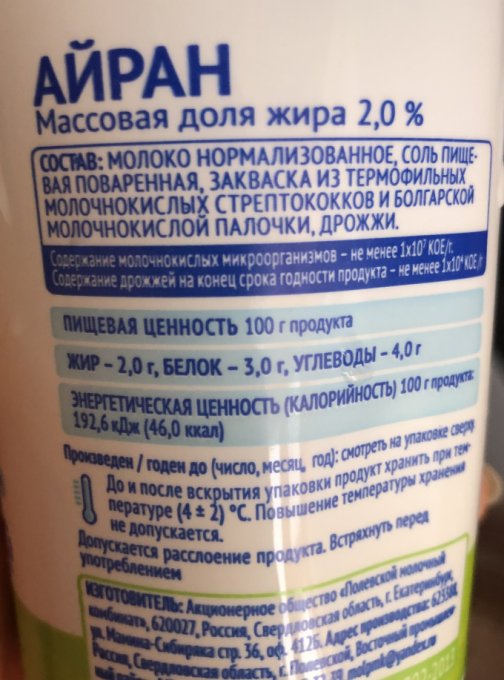 АЙРАН
Массовая доля жира 2,0 %
СОСТАВ: МОЛОКО НОРМАЛИЗОВАННОЕ, СОЛЬ ПИЩЕ-
ВАЯ ПОВАРЕННАЯ, ЗАКВАСКА ИЗ ТЕРМОФИЛЬНЫХ
МОЛОЧНОКИСЛЫХ СТРЕПТОКОККОВ И БОЛГАРСКОЙ
МОЛОЧНОКИСЛОЙ ПАЛОЧКИ, ДРОЖЖИ.
Содержание молочнокислых микроорганизмов – не менее 1х10⁷ КОЕ/г.
Содержание дрожжей на конец срока годности продукта – не менее 1х10⁴ КОЕ/г
ПИЩЕВАЯ ЦЕННОСТЬ 100 г продукта
ЖИР – 2,0 г, БЕЛОК – 3,0 г, УГЛЕВОДЫ – 4,0 г
ЭНЕРГЕТИЧЕСКАЯ ЦЕННОСТЬ (КАЛОРИЙНОСТЬ) 100 г продукта:
192,6 кДж (46,0 ккал)
Произведен / годен до (число, месяц, год): смотреть на упаковке сверху.
До и после вскрытия упаковки продукт хранить при тем-
пературе (4 ± 2) °С. Повышение температуры хранения
не допускается.
Допускается расслоение продукта. Встряхнуть перед
употреблением
ИЗГОТОВИТЕЛЬ: Акционерное общество «Полевской молочный
комбинат», 620027, Россия, Свердловская область, г. Екатеринбург,
ул. Мамина-Сибиряка стр. 36, оф. 412Б. Адрес производства:
Россия, Свердловская область, г. Полевской, Восточный